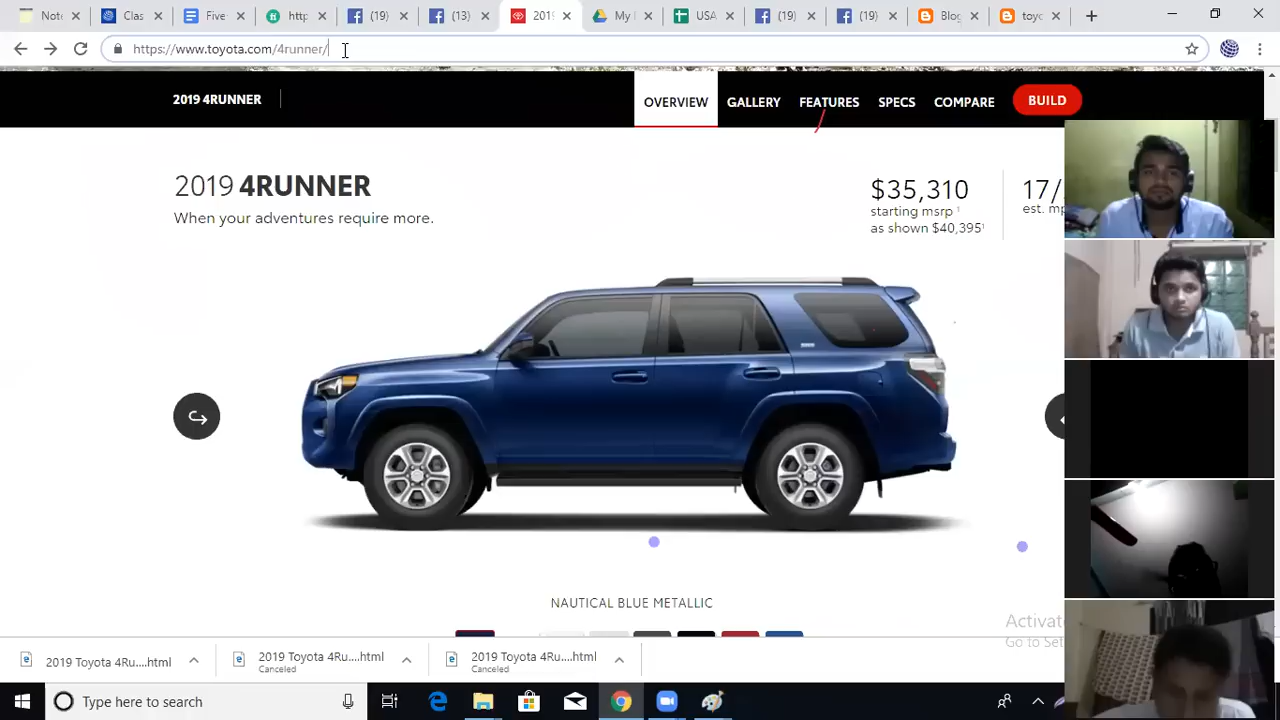 Note
Clas
Five
http
(19)
(13)
2019
My
USA
(19)
(19)
Blog
toyc
https://www.toyota.com/4runner/
2019 4RUNNER
OVERVIEW
GALLERY
FEATURES
SPECS
COMPARE
BUILD
2019 4RUNNER
When your adventures require more.
$35,310
starting msrp 1
as shown $40,395 1
17/
est. mp
NAUTICAL BLUE METALLIC
Activat
Go to Set
2019 Toyota 4Ru....html
2019 Toyota 4Ru....html
Canceled
2019 Toyota 4Ru....html
Canceled
Type here to search